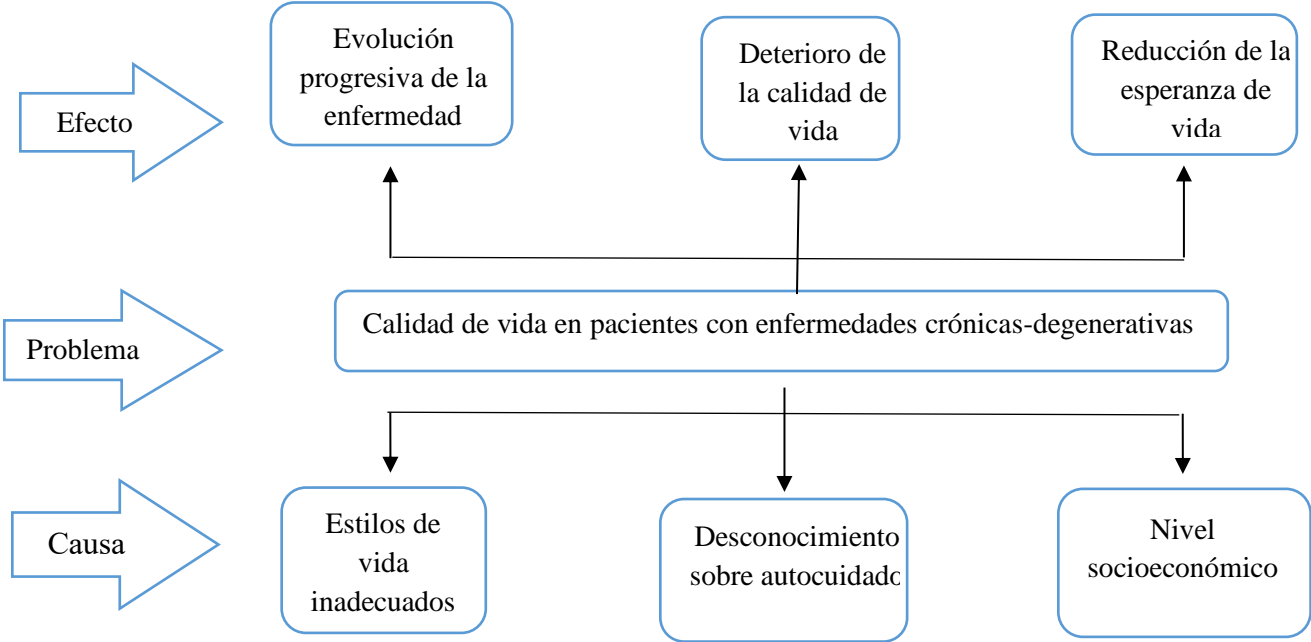 Efecto
Evolución
progresiva de la
enfermedad
Deterioro de
la calidad de
vida
Reducción de la
esperanza de
vida
Problema
Calidad de vida en pacientes con enfermedades crónicas-degenerativas
Causa
Estilos de
vida
inadecuados
Desconocimiento
sobre autocuidado
Nivel
socioeconómico